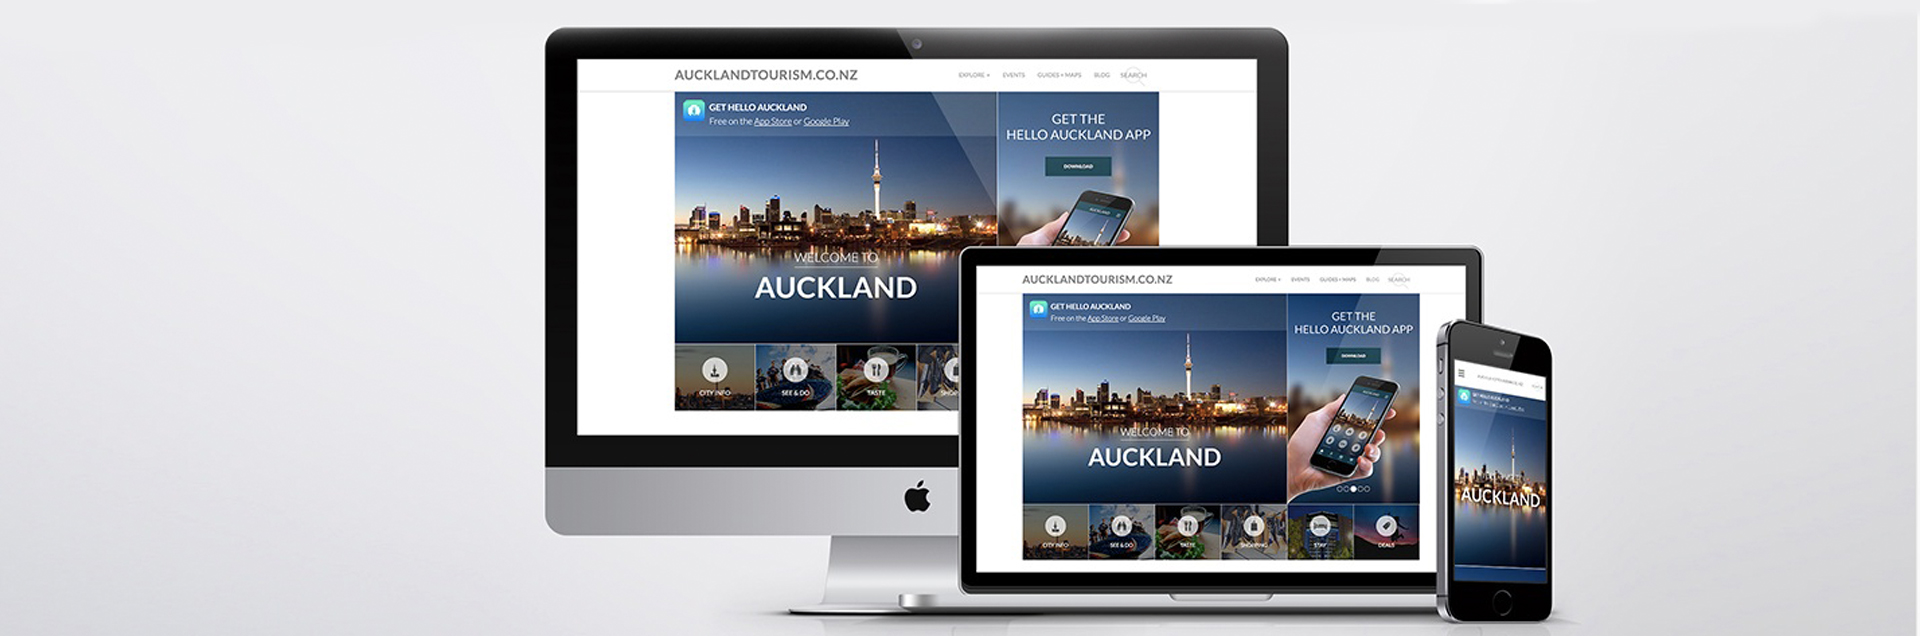 AUCKLANDTOURISM.CO.NZ
EXPLORE + EVENTS GUIDES + MAPS BLOG SEARCH
GET HELLO AUCKLAND
Free on the App Store or Google Play
GET THE
HELLO AUCKLAND APP
DOWNLOAD
WELCOME TO
AUCKLAND
CITY INFO SEE & DO TASTE
AUCKLANDTOURISM.CO.NZ
EXPLORE + EVENTS GUIDES + MAPS BLOG SEARCH
GET HELLO AUCKLAND
Free on the App Store or Google Play
GET THE
HELLO AUCKLAND APP
DOWNLOAD
WELCOME TO
AUCKLAND
CITY INFO SEE & DO TASTE SHOPPING STAY DEALS
GET HELLO AUCKLAND
AUCKLAND